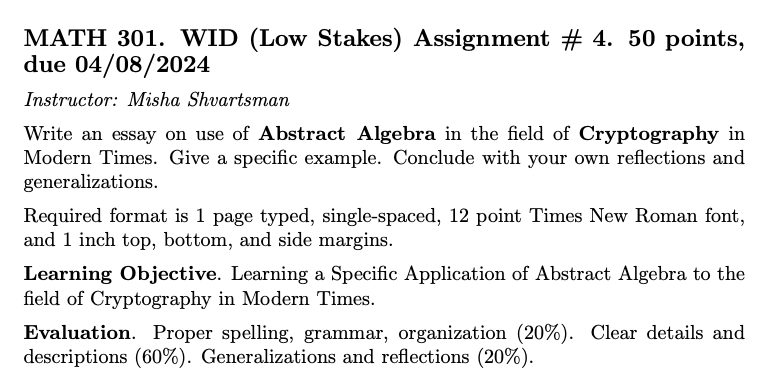 MATH 301. WID (Low Stakes) Assignment # 4. 50 points,
due 04/08/2024
Instructor: Misha Shvartsman
Write an essay on use of Abstract Algebra in the field of Cryptography in
Modern Times. Give a specific example. Conclude with your own reflections and
generalizations.
Required format is 1 page typed, single-spaced, 12 point Times New Roman font,
and 1 inch top, bottom, and side margins.
Learning Objective. Learning a Specific Application of Abstract Algebra to the
field of Cryptography in Modern Times.
Evaluation. Proper spelling, grammar, organization (20%). Clear details and
descriptions (60%). Generalizations and reflections (20%).